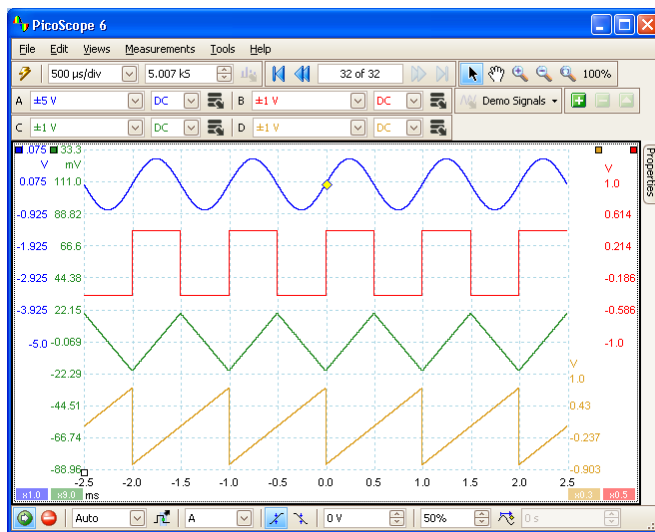 PicoScope 6
File Edit Views Measurements Tools Help
500 µs/div 5.007 kS 32 of 32 100%
A ±5 V DC B ±1 V DC Demo Signals
C ±1 V DC D ±1 V DC
.075 33.3
V mV V
0.075 111.0 1.0
-0.925 88.82 0.614
-1.925 66.6 0.214
-2.925 44.38 -0.186
-3.925 22.15 -0.586
-5.0 -0.069 -1.0
-22.29 V
1.0
-44.51 0.43
-66.74 -0.237
-88.96 -0.903
-2.5 -2.0 -1.5 -1.0 -0.5 0.0 0.5 1.0 1.5 2.0 2.5
x1.0 x9.0 ms x0.3 x0.5
Properties
Auto A 0 V 50% 0 s